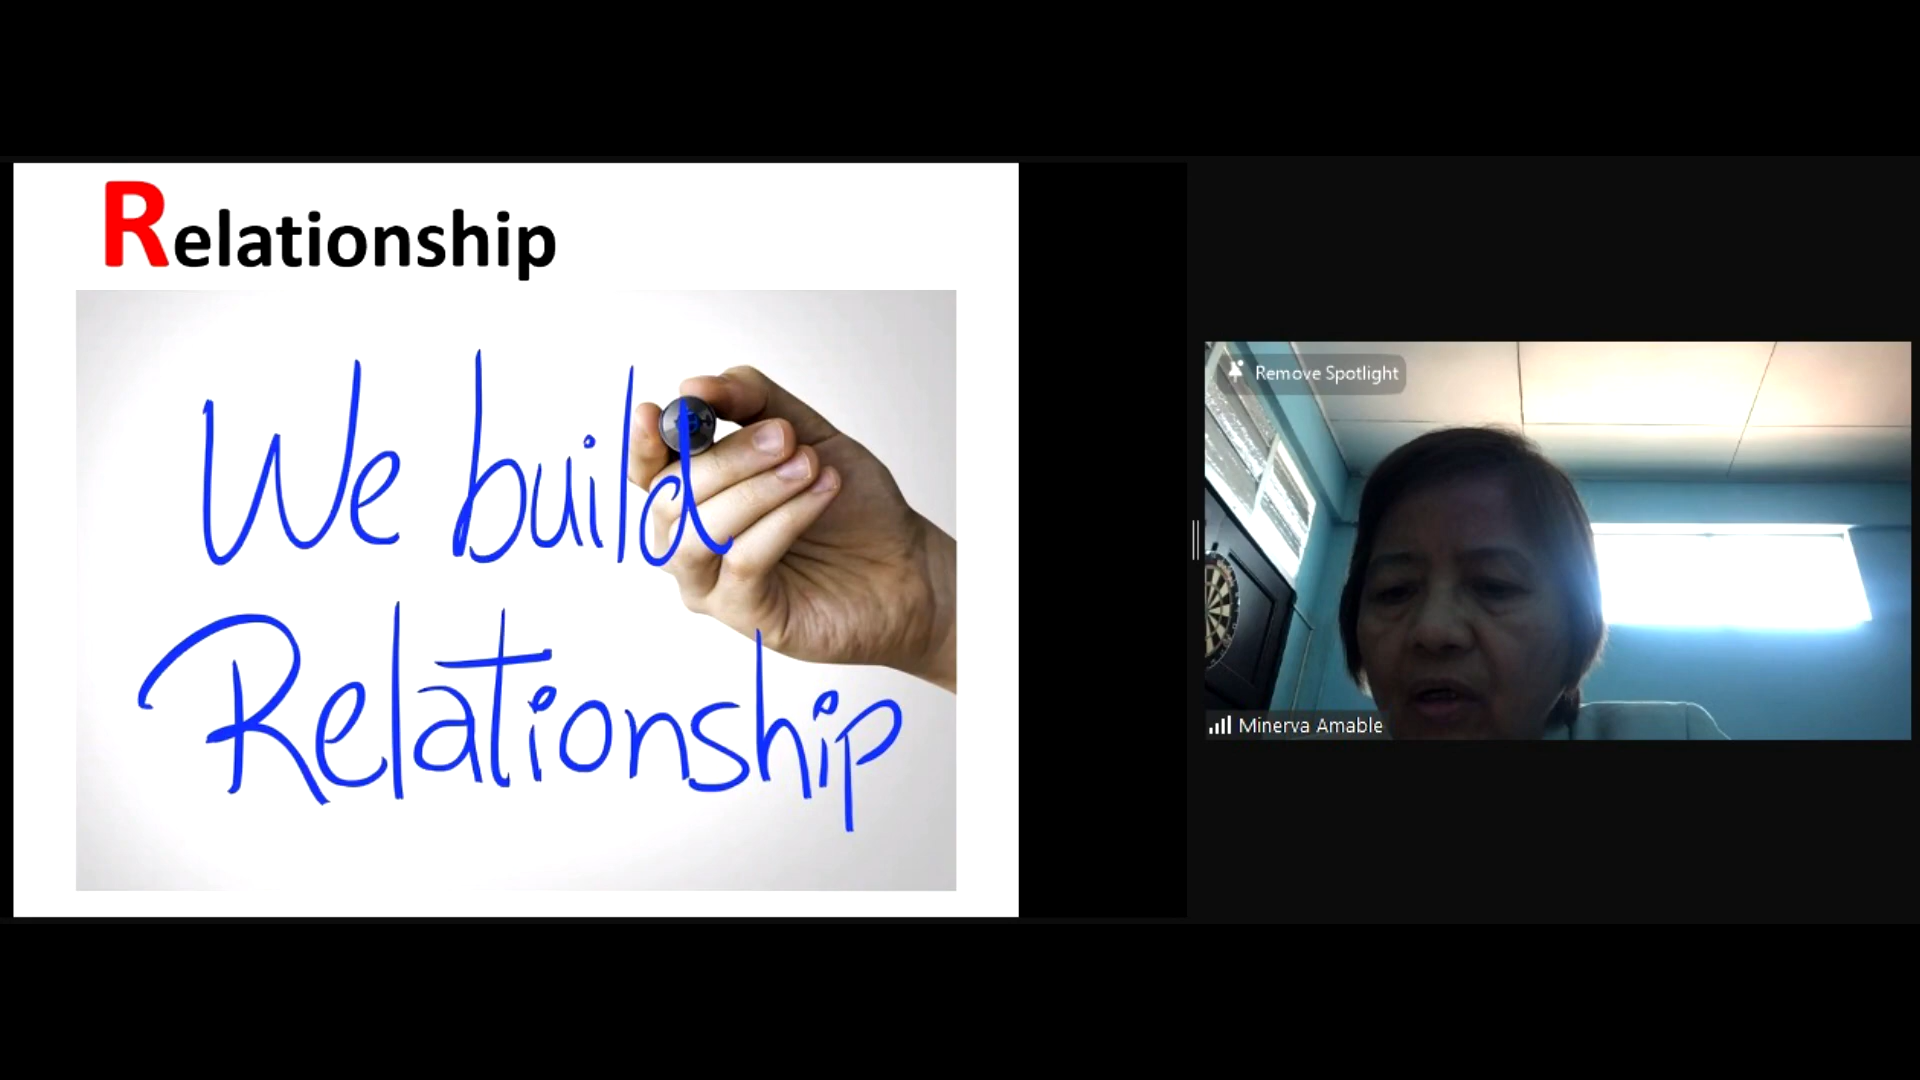 Relationship
We build
Relationship
Remove Spotlight
Minerva Amable